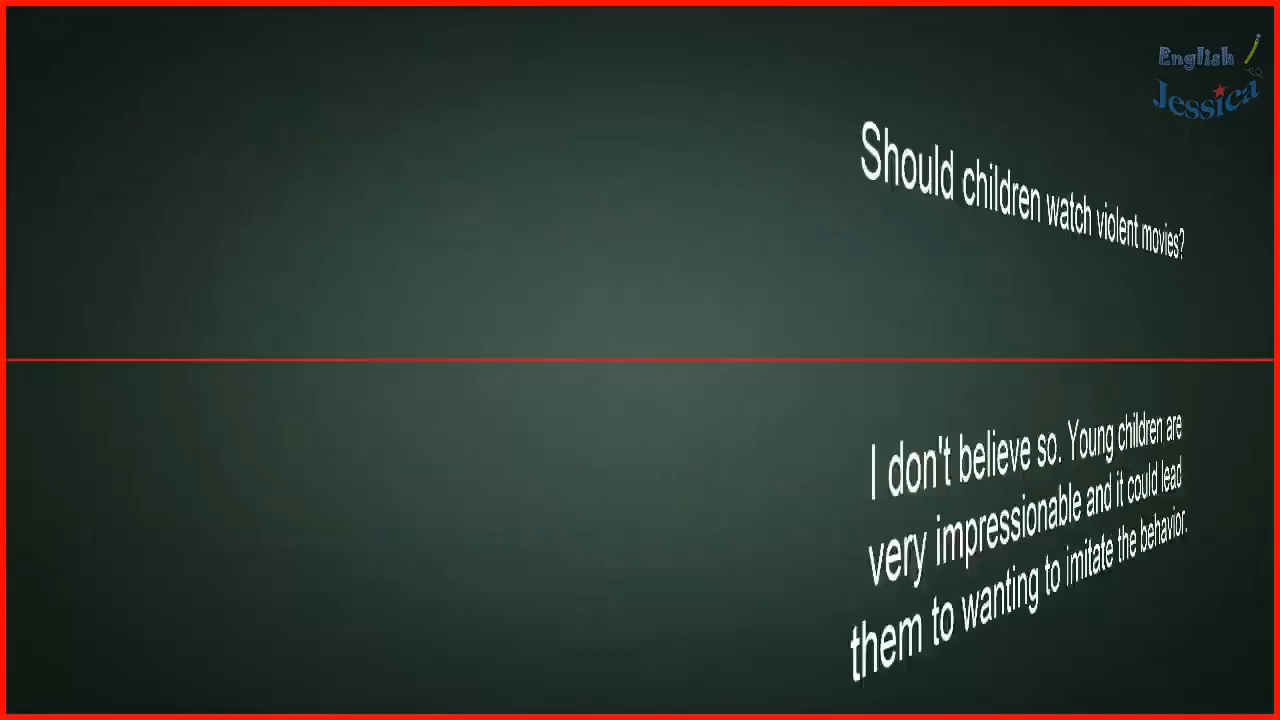 English
Jessica
Should children watch violent movies?
I don't believe so. Young children are
very impressionable and it could lead
them to wanting to imitate the behavior.